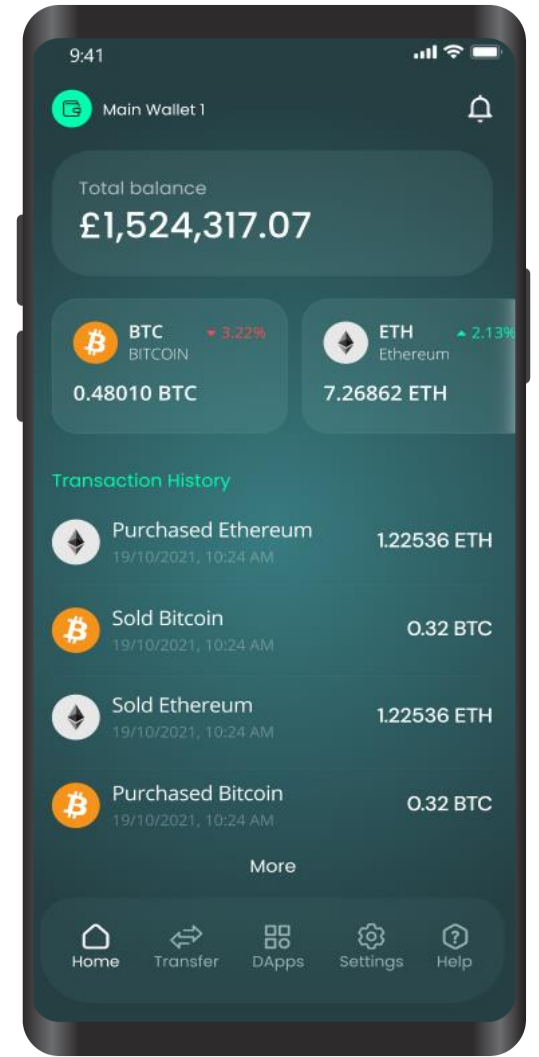 9:41
Main Wallet 1
Total balance
£1,524,317.07
BTC 3.22%
BITCOIN
0.48010 BTC
ETH 2.13%
Ethereum
7.26862 ETH
Transaction History
Purchased Ethereum
19/10/2021, 10:24 AM
1.22536 ETH
Sold Bitcoin
19/10/2021, 10:24 AM
0.32 BTC
Sold Ethereum
19/10/2021, 10:24 AM
1.22536 ETH
Purchased Bitcoin
19/10/2021, 10:24 AM
0.32 BTC
More
Home Transfer DApps Settings Help